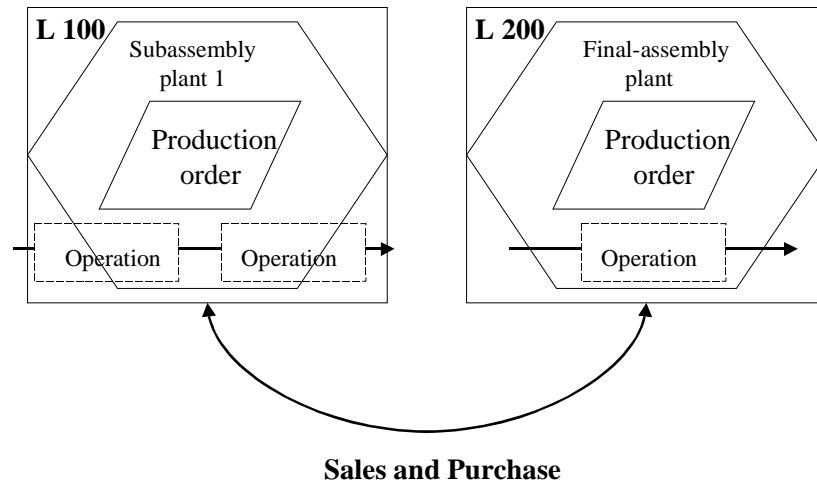 L 100
Subassembly
plant 1
Production
order
Operation
Operation
L 200
Final-assembly
plant
Production
order
Operation
Sales and Purchase